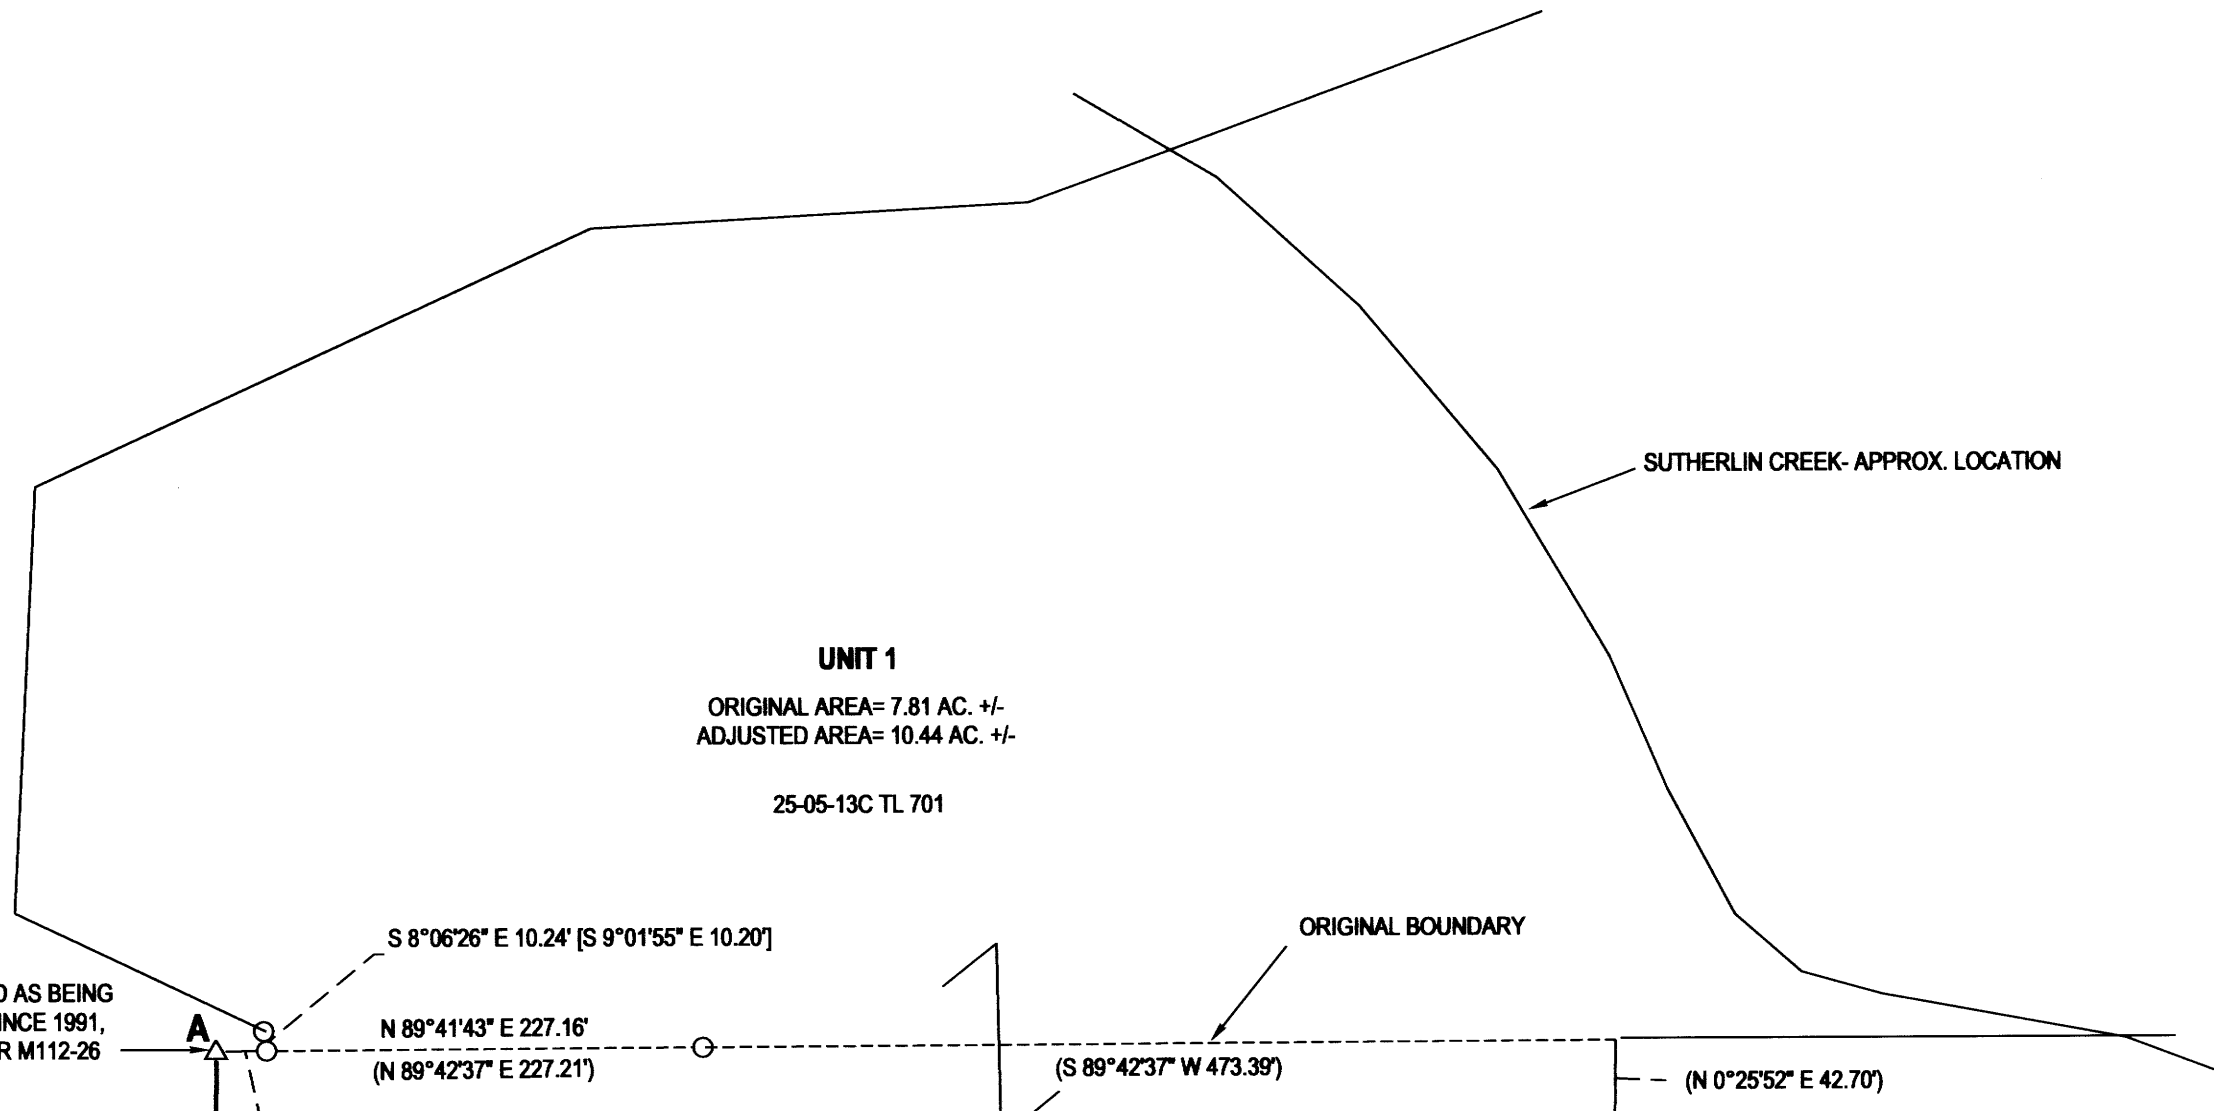 SUTHERLIN CREEK- APPROX. LOCATION
UNIT 1
ORIGINAL AREA= 7.81 AC. +/-
ADJUSTED AREA= 10.44 AC. +/-
25-05-13C TL 701
ORIGINAL BOUNDARY
S 8°06'26" E 10.24' [S 9°01'55" E 10.20']
AS BEING
1991,
M112-26
A
N 89°41'43" E 227.16'
(N 89°42'37" E 227.21')
(S 89°42'37" W 473.39')
(N 0°25'52" E 42.70')